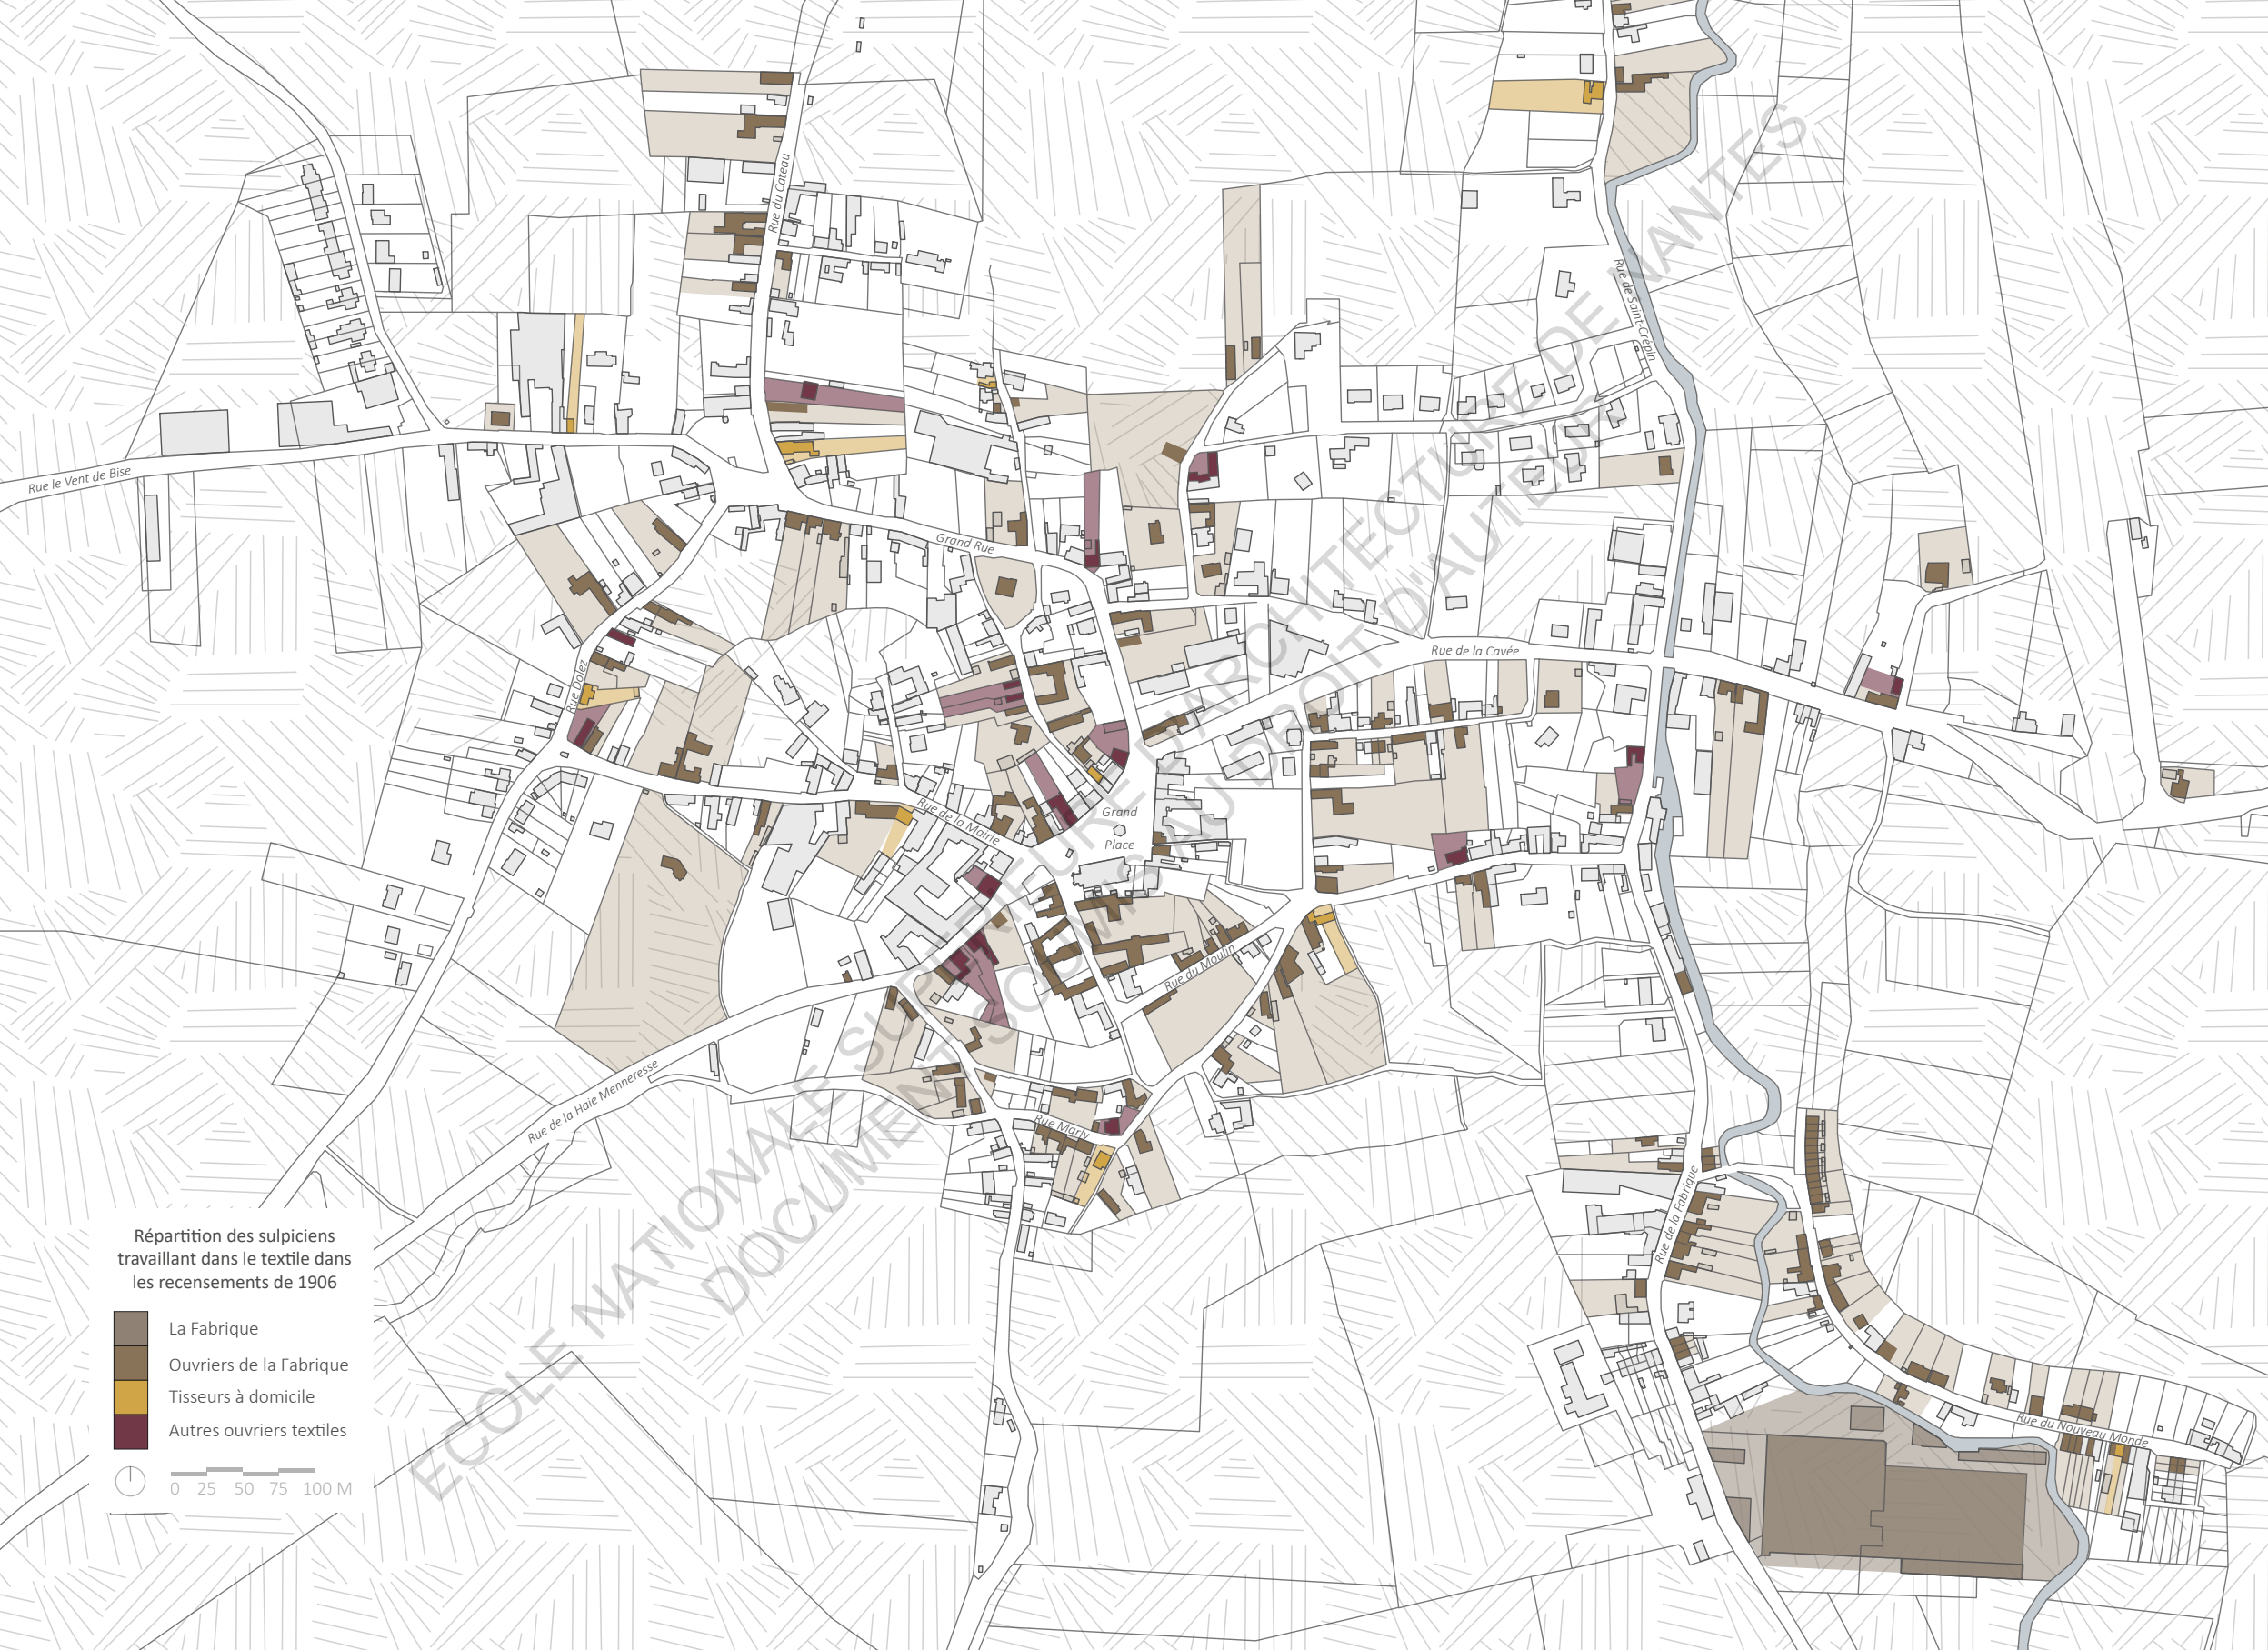 Rue du Cateau
Rue de Saint-Crépin
Rue le Vent de Bise
Grand Rue
Rue de la Cavée
Rue Dolez
Rue de la Mairie
Grand
Place
Rue du Moulin
Rue de la Haie Menneresse
Rue Marly
Rue de la Fabrique
Rue du Nouveau Monde
ECOLE NATIONALE SUPERIEURE D'ARCHITECTURE DE NANTES
DOCUMENT SOUMIS AU DROIT D'AUTEUR
Répartition des sulpiciens
travaillant dans le textile dans
les recensements de 1906
La Fabrique
Ouvriers de la Fabrique
Tisseurs à domicile
Autres ouvriers textiles
0 25 50 75 100 M